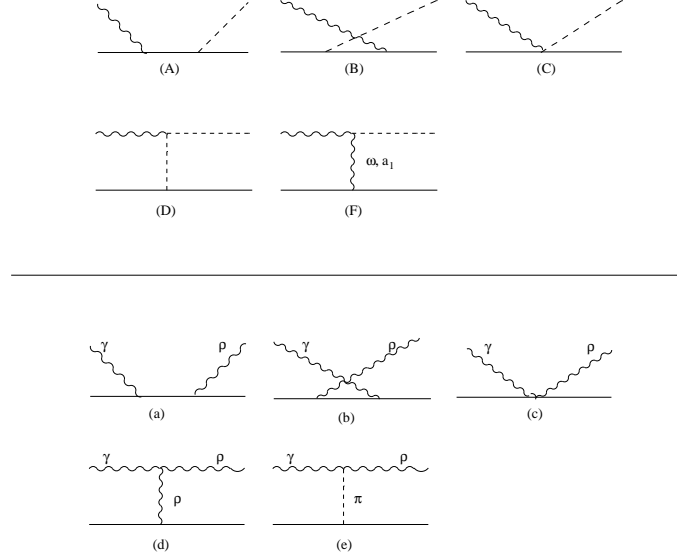 (A) (B) (C)
ω, a₁
(D) (F)
γ ρ γ ρ γ ρ
(a) (b) (c)
γ ρ γ ρ
ρ π
(d) (e)